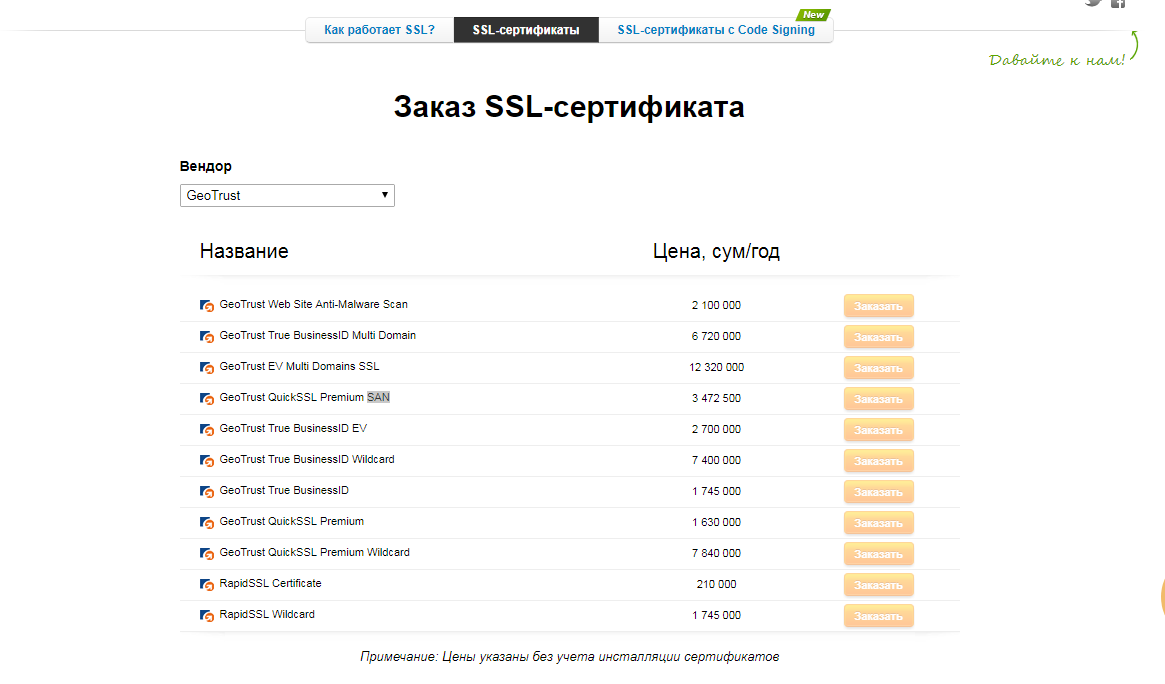 New
Как работает SSL? SSL-сертификаты SSL-сертификаты с Code Signing
Давайте к нам!
Заказ SSL-сертификата
Вендор
GeoTrust
Название Цена, сум/год
GeoTrust Web Site Anti-Malware Scan 2 100 000 Заказать
GeoTrust True BusinessID Multi Domain 6 720 000 Заказать
GeoTrust EV Multi Domains SSL 12 320 000 Заказать
GeoTrust QuickSSL Premium SAN 3 472 500 Заказать
GeoTrust True BusinessID EV 2 700 000 Заказать
GeoTrust True BusinessID Wildcard 7 400 000 Заказать
GeoTrust True BusinessID 1 745 000 Заказать
GeoTrust QuickSSL Premium 1 630 000 Заказать
GeoTrust QuickSSL Premium Wildcard 7 840 000 Заказать
RapidSSL Certificate 210 000 Заказать
RapidSSL Wildcard 1 745 000 Заказать
Примечание: Цены указаны без учета инсталляции сертификатов